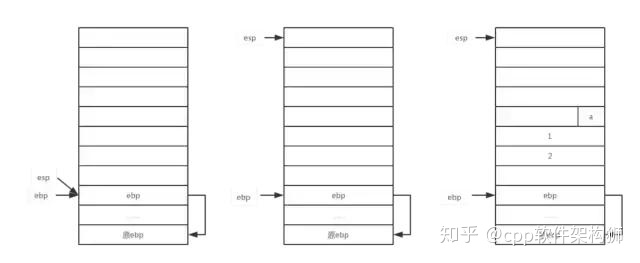 esp
esp
a
1
2
esp
ebp
ebp
ebp
ebp
ebp
ebp
......
......
原ebp
原ebp
知乎 @cpp软件架构狮